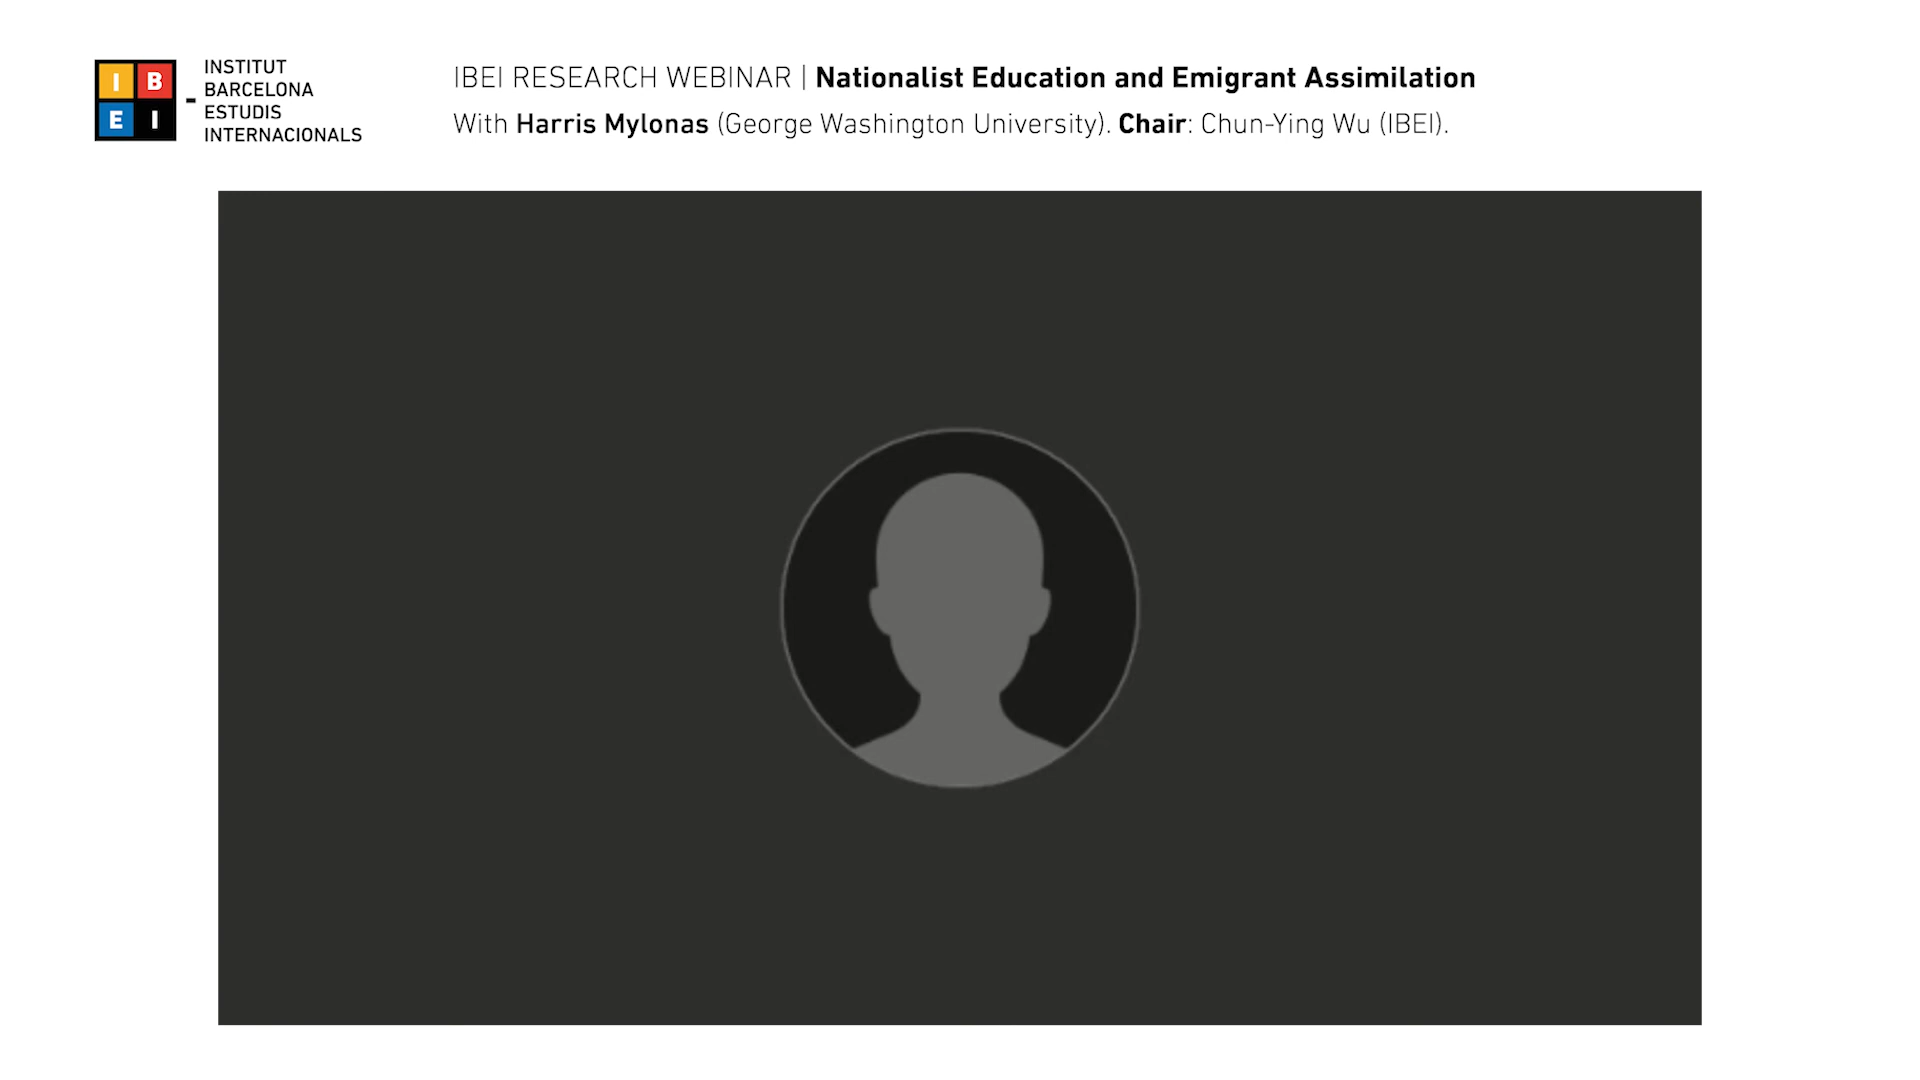 I B
E I
INSTITUT
BARCELONA
ESTUDIS
INTERNACIONALS
IBEI RESEARCH WEBINAR | Nationalist Education and Emigrant Assimilation
With Harris Mylonas (George Washington University). Chair: Chun-Ying Wu (IBEI).